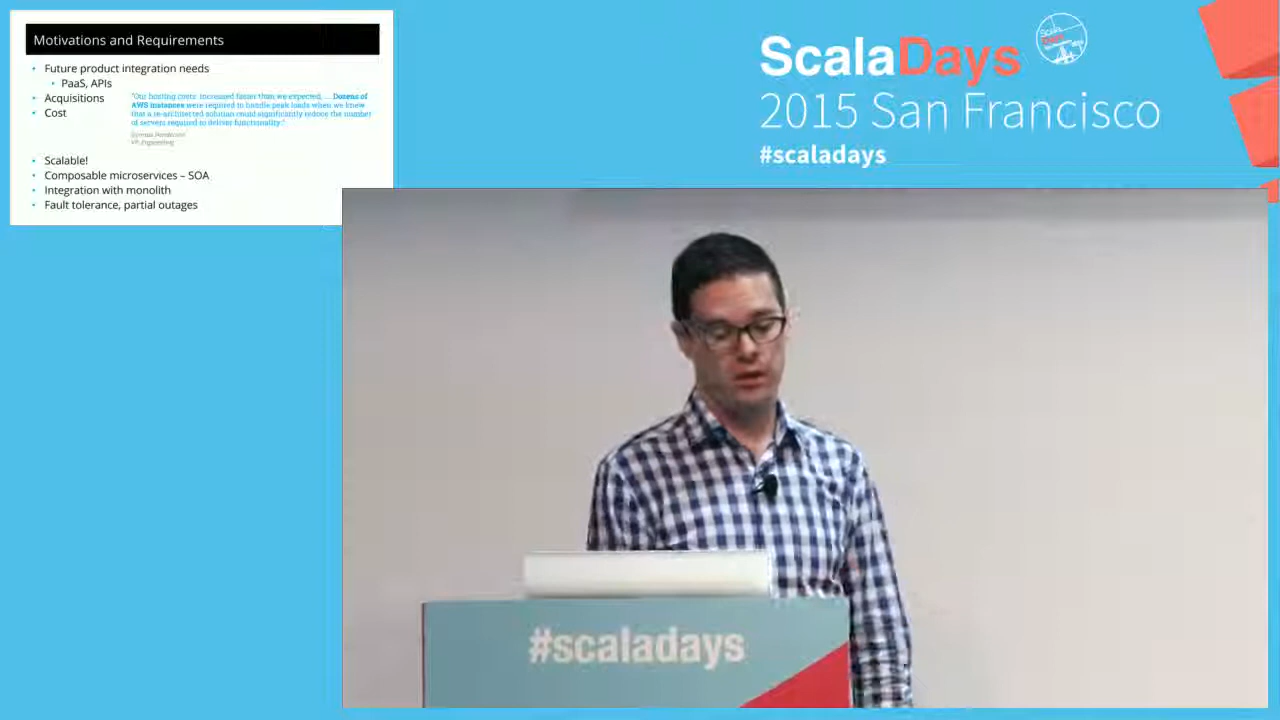 Motivations and Requirements
• Future product integration needs
• PaaS, APIs
• Acquisitions
• Cost
"Our hosting costs increased faster than we expected, ... Dozens of
AWS instances were required to handle peak loads when we knew
that a re-architected solution could significantly reduce the number
of servers required to deliver functionality."
VP, Engineering
• Scalable!
• Composable microservices – SOA
• Integration with monolith
• Fault tolerance, partial outages
ScalaDays
2015 San Francisco
#scaladays
#scaladays